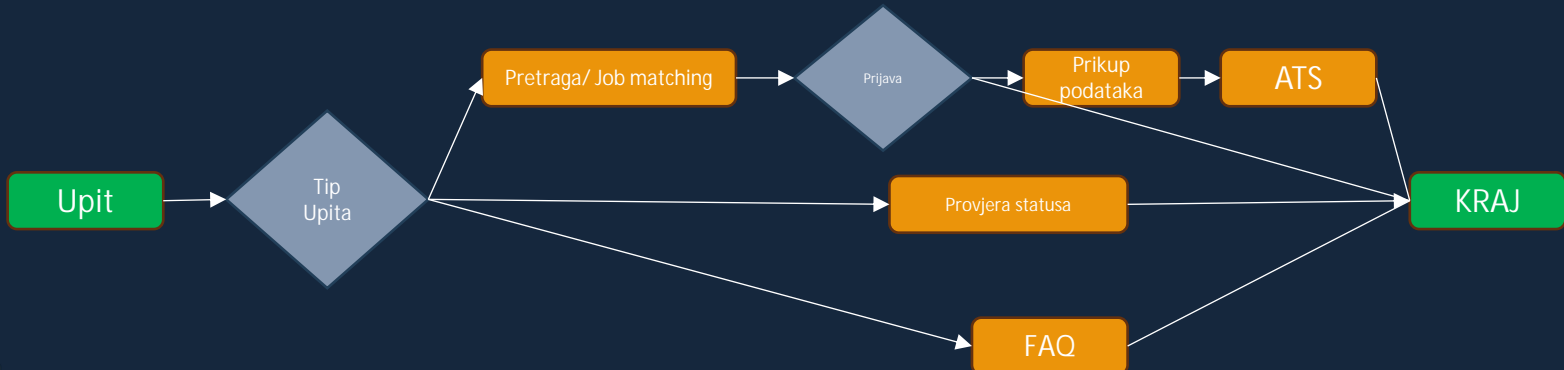 Upit
Tip
Upita
Pretraga/ Job matching
Prijava
Prikup
podataka
ATS
Provjera statusa
FAQ
KRAJ